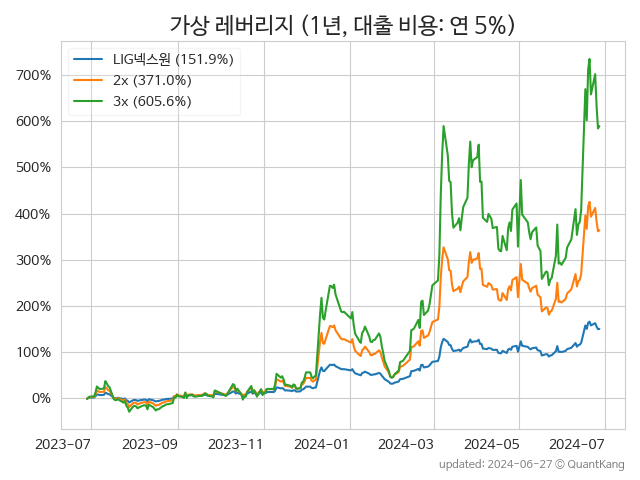 가상 레버리지 (1년, 대출 비용: 연 5%)
LIG넥스원 (151.9%)
2x (371.0%)
3x (605.6%)
700%
600%
500%
400%
300%
200%
100%
0%
2023-07 2023-09 2023-11 2024-01 2024-03 2024-05 2024-07
updated: 2024-06-27 © QuantKang